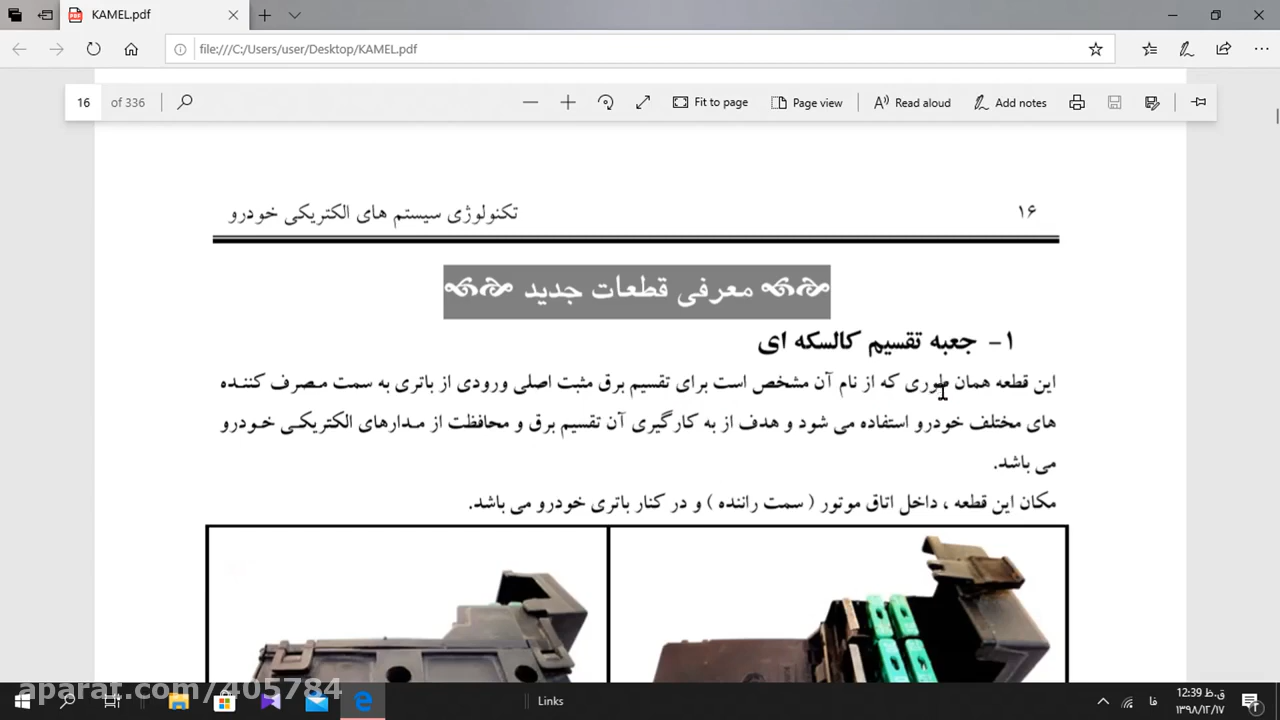 KAMEL.pdf
file:///C:/Users/user/Desktop/KAMEL.pdf
16 of 336
Fit to page
Page view
Read aloud
Add notes
۱۶
تکنولوژی سیستم های الکتریکی خودرو
معرفی قطعات جدید
۱- جعبه تقسیم کالسکه ای
این قطعه همان طوری که از نام آن مشخص است برای تقسیم برق مثبت اصلی ورودی از باتری به سمت مصرف کننده
های مختلف خودرو استفاده می شود و هدف از به کارگیری آن تقسیم برق و محافظت از مدارهای الکتریکی خودرو
می باشد.
مکان این قطعه ، داخل اتاق موتور ( سمت راننده ) و در کنار باتری خودرو می باشد.
aparat.com/405784
Links
فا
12:39 ق.ظ
۱۳۹۸/۱۲/۱۷